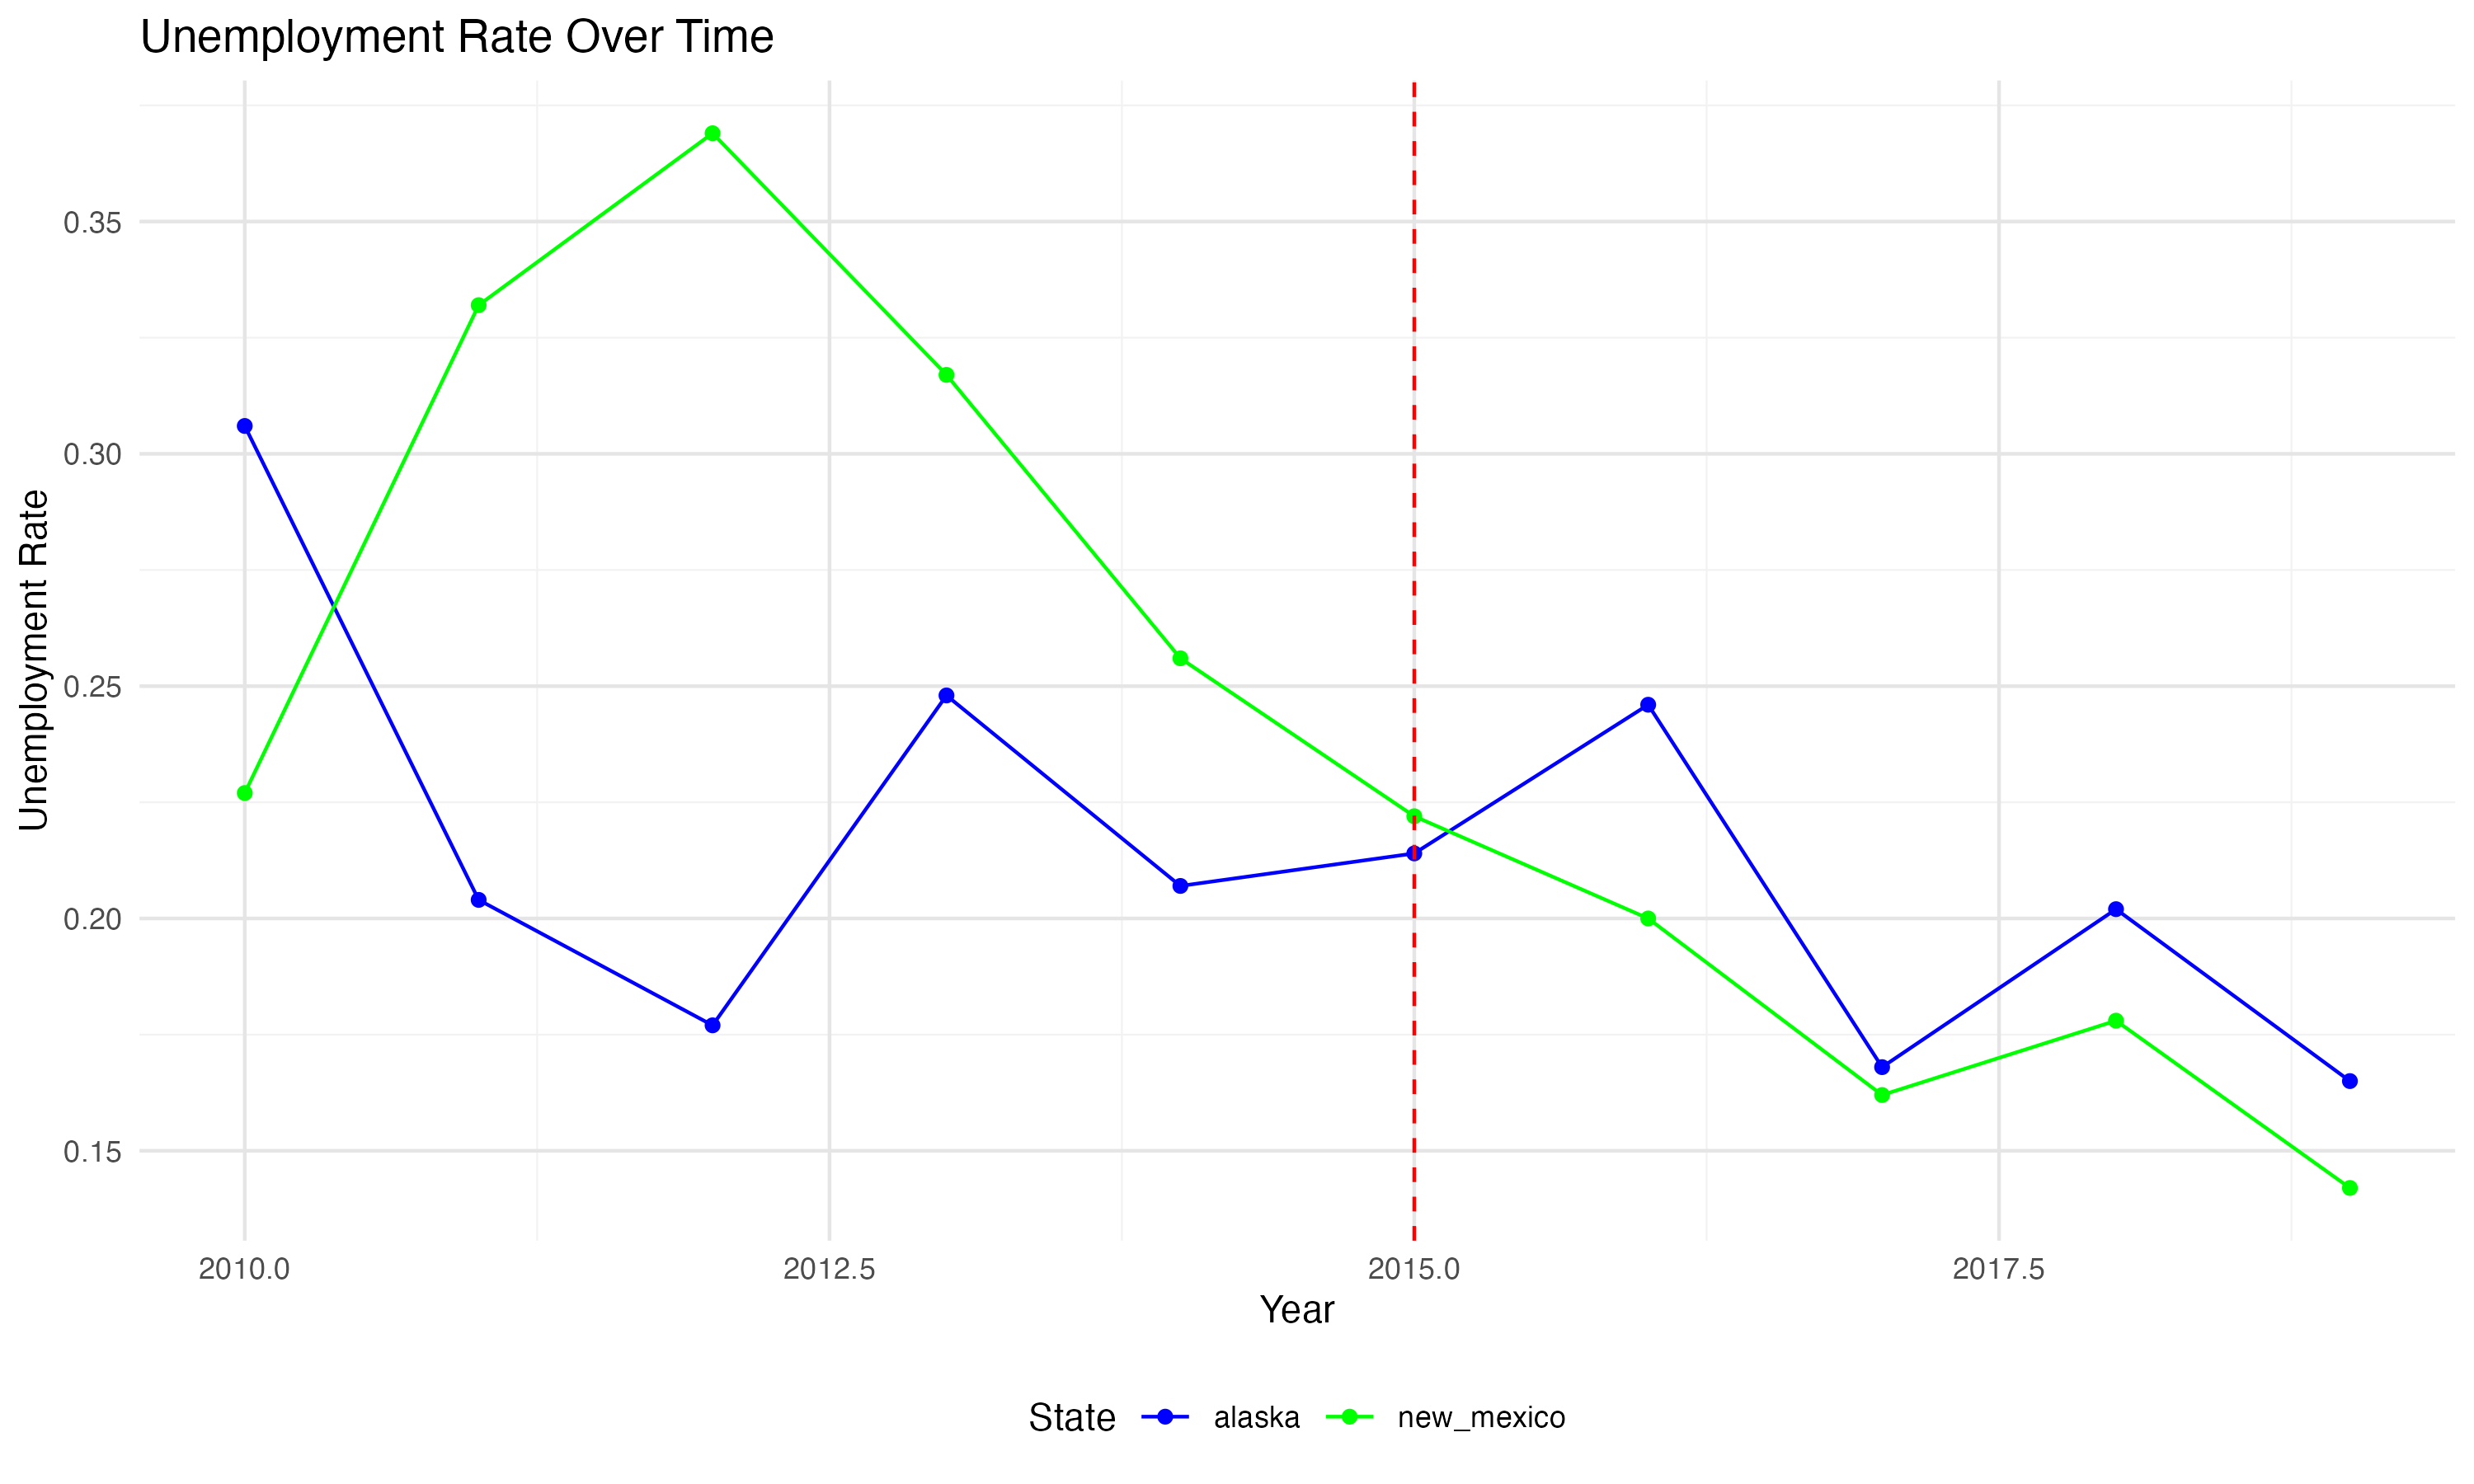 Unemployment Rate Over Time
Unemployment Rate
0.35
0.30
0.25
0.20
0.15
2010.0 2012.5 2015.0 2017.5
Year
State alaska new_mexico